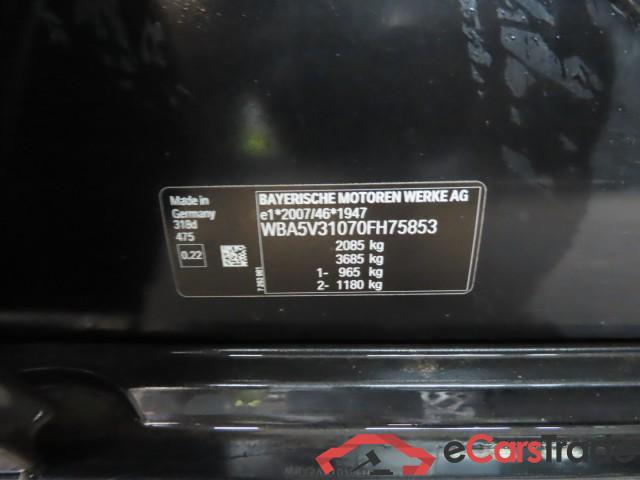 Made in
Germany
318d
475
0.22
BAYERISCHE MOTOREN WERKE AG
e1*2007/46*1947
WBA5V31070FH75853
2085 kg
3685 kg
1- 965 kg
2- 1180 kg
eCarsTrade